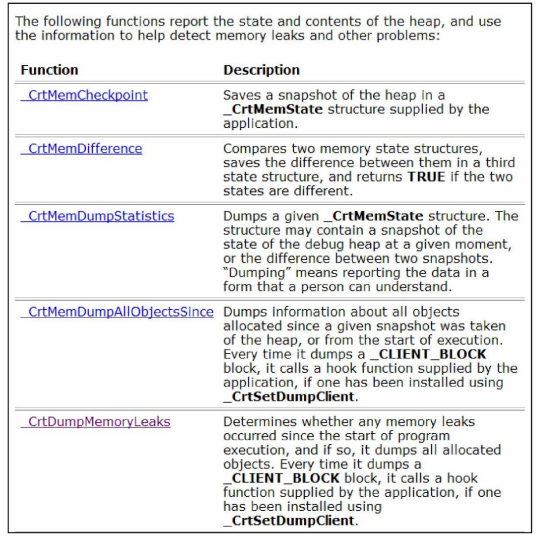 The following functions report the state and contents of the heap, and use
the information to help detect memory leaks and other problems:
Function Description
_CrtMemCheckpoint Saves a snapshot of the heap in a
_CrtMemState structure supplied by the
application.
_CrtMemDifference Compares two memory state structures,
saves the difference between them in a third
state structure, and returns TRUE if the two
states are different.
_CrtMemDumpStatistics Dumps a given _CrtMemState structure. The
structure may contain a snapshot of the
state of the debug heap at a given moment,
or the difference between two snapshots.
“Dumping” means reporting the data in a
form that a person can understand.
_CrtMemDumpAllObjectsSince Dumps information about all objects
allocated since a given snapshot was taken
of the heap, or from the start of execution.
Every time it dumps a _CLIENT_BLOCK
block, it calls a hook function supplied by the
application, if one has been installed using
_CrtSetDumpClient.
_CrtDumpMemoryLeaks Determines whether any memory leaks
occurred since the start of program
execution, and if so, it dumps all allocated
objects. Every time it dumps a
_CLIENT_BLOCK block, it calls a hook
function supplied by the application, if one
has been installed using
_CrtSetDumpClient.